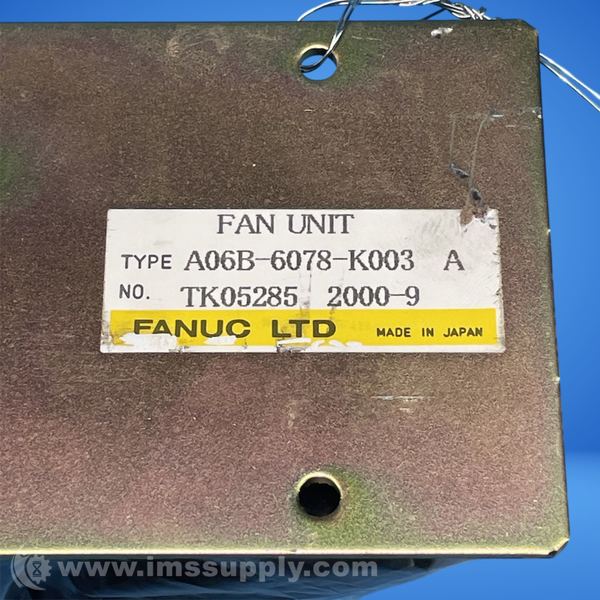 FAN UNIT
TYPE A06B-6078-K003 A
NO. TK05285 2000-9
FANUC LTD MADE IN JAPAN
www.imssupply.com